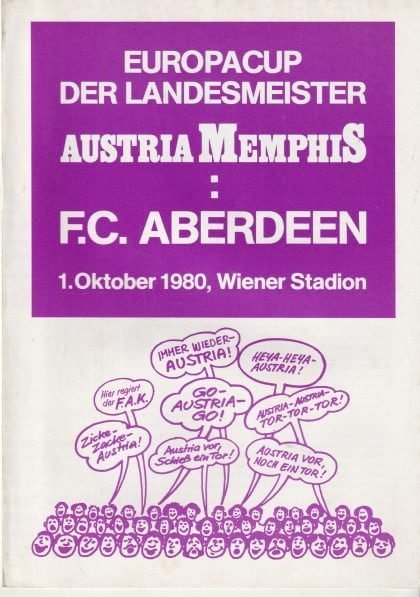 EUROPACUP
DER LANDESMEISTER
AUSTRIA MEMPHIS
:
F.C. ABERDEEN
1. Oktober 1980, Wiener Stadion
IMMER WIEDER-
AUSTRIA!
HEYA-HEYA-
AUSTRIA!
Hier regiert
der F.A.K.
GO-
AUSTRIA-
GO!
AUSTRIA-AUSTRIA-
TOR-TOR-TOR!
Zicke-
zacke-
Austria!
Austria vor,
Schieß ein Tor!
AUSTRIA VOR,
NOCH EIN TOR!